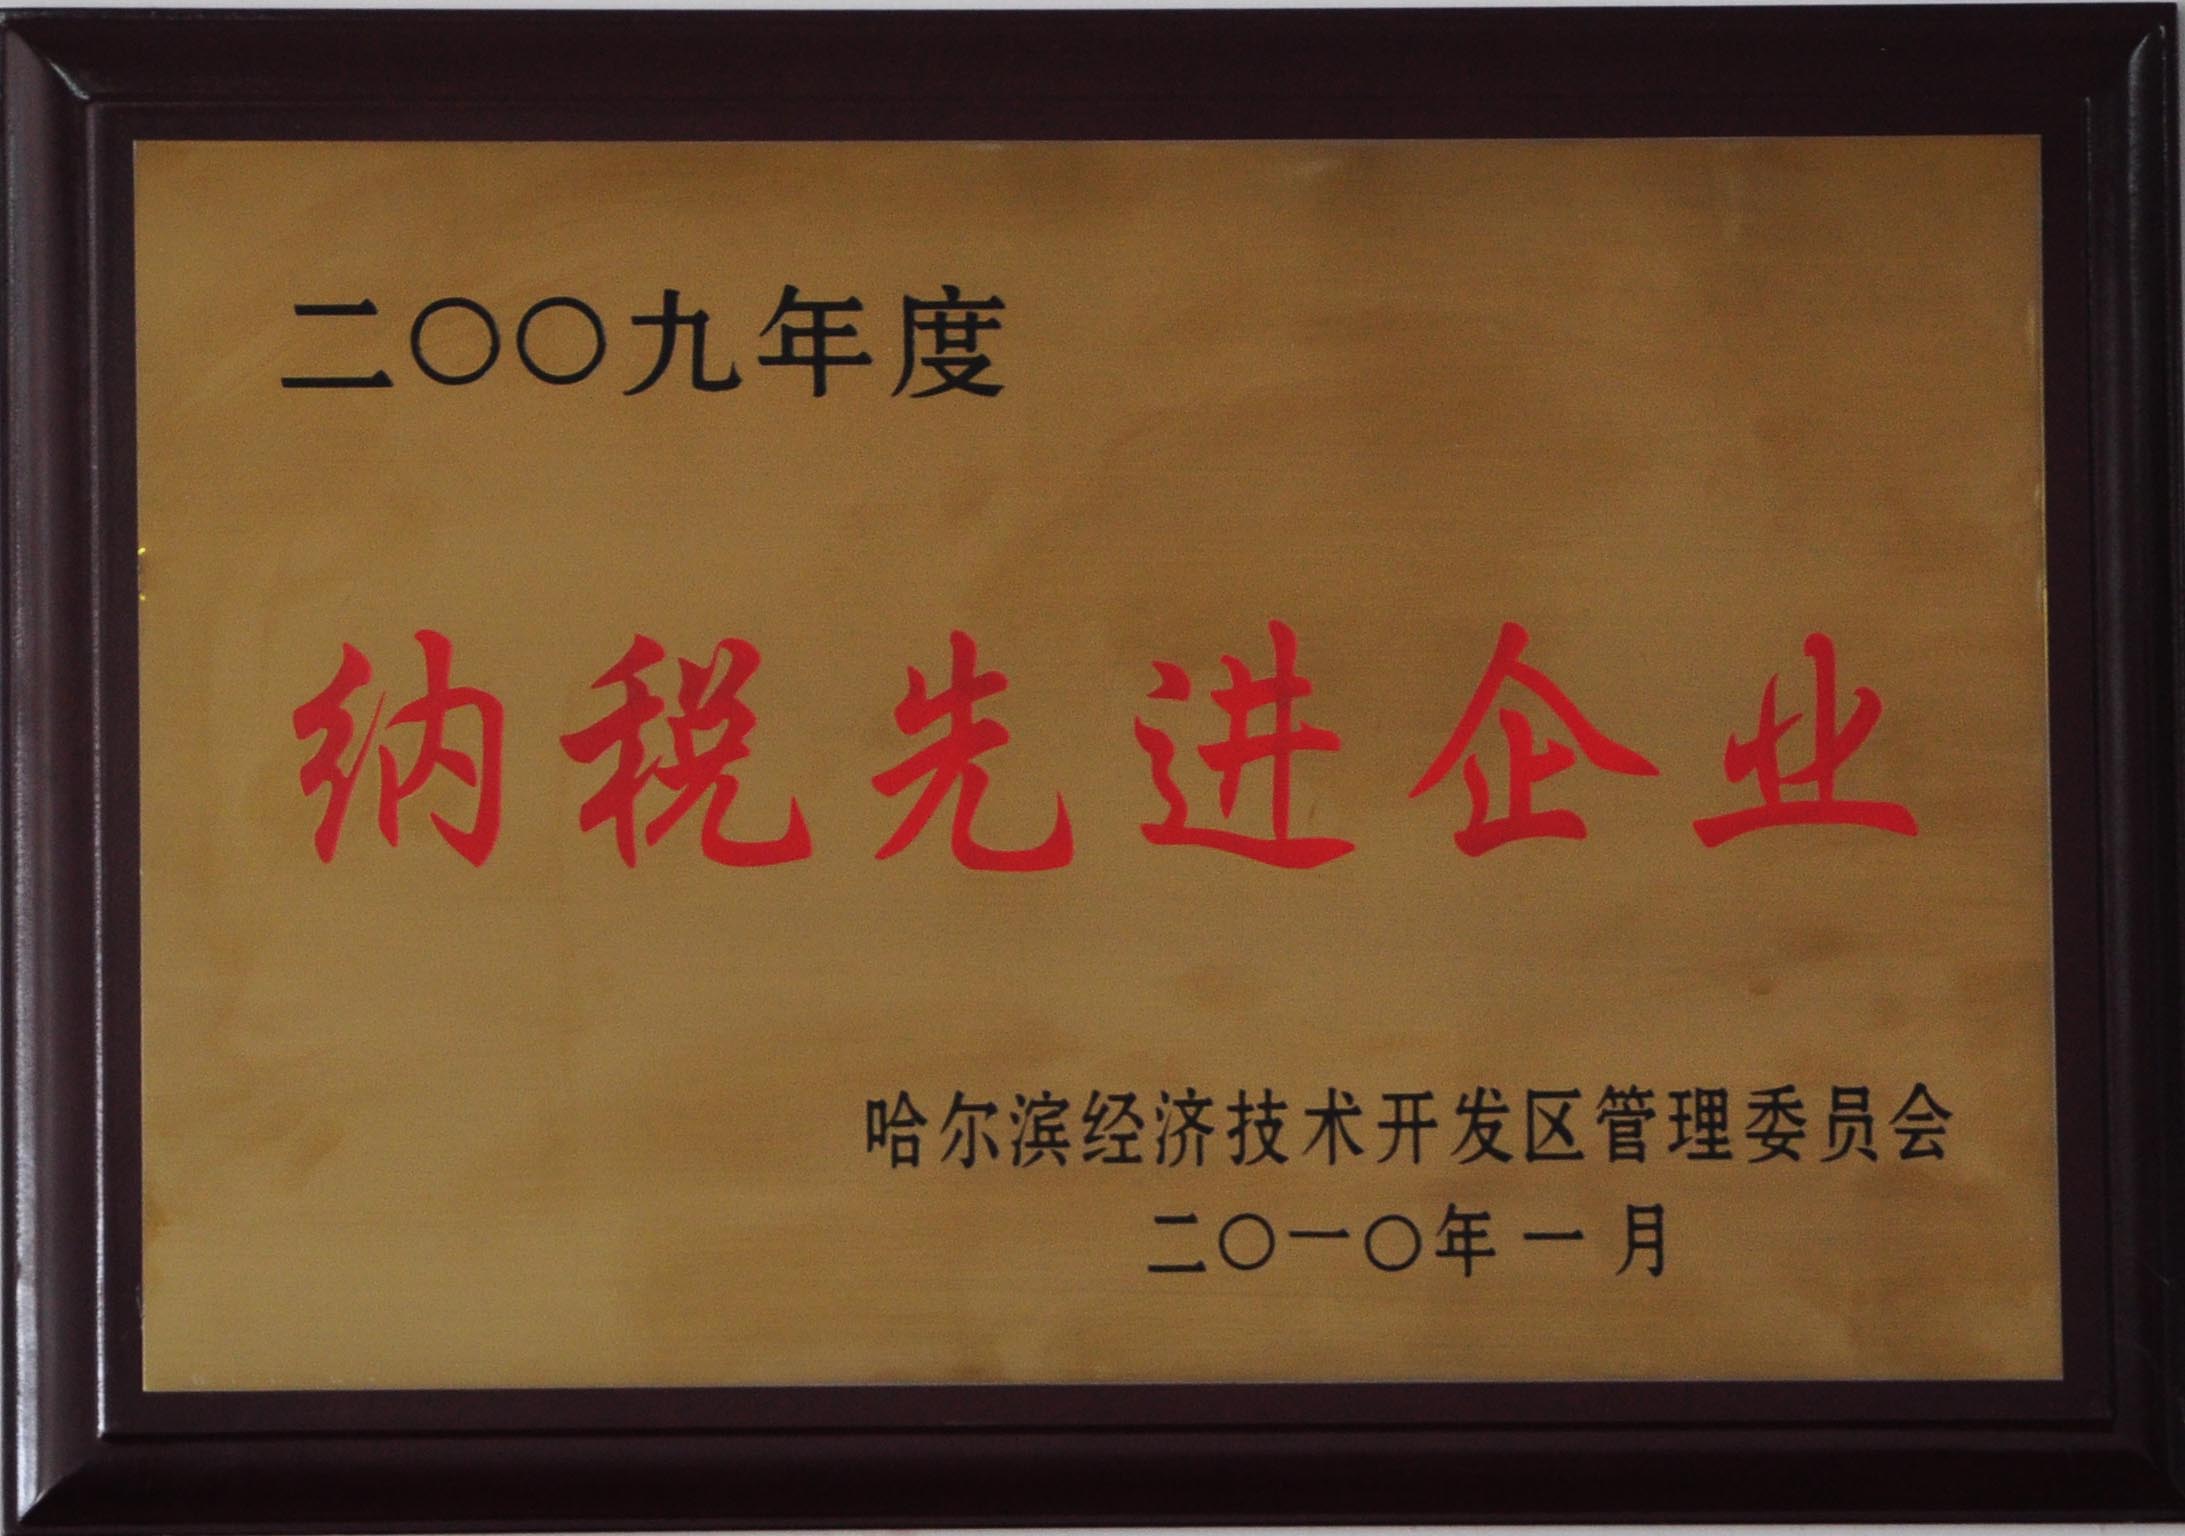 二〇〇九年度
纳税先进企业
哈尔滨经济技术开发区管理委员会
二〇一〇年一月